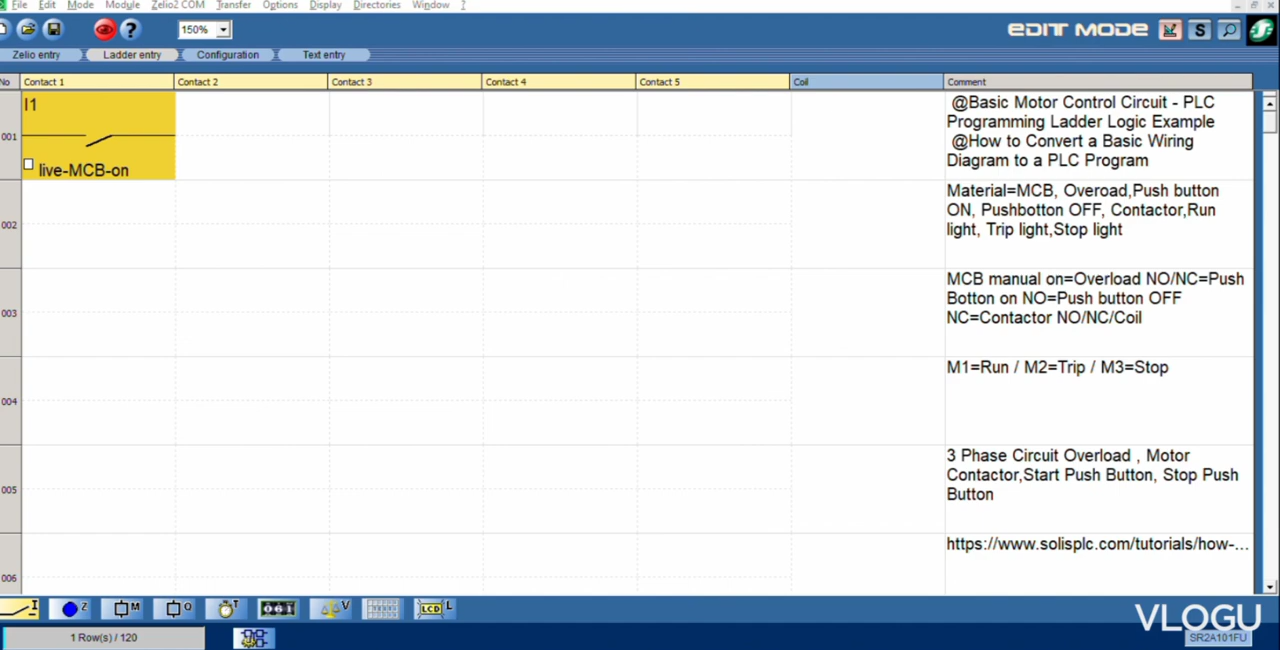 File Edit Mode Module Zelio2 COM Transfer Options Display Directories Window ?
150% EDIT MODE S
Zelio entry Ladder entry Configuration Text entry
No Contact 1 Contact 2 Contact 3 Contact 4 Contact 5 Coil Comment
001
I1
live-MCB-on
@Basic Motor Control Circuit - PLC
Programming Ladder Logic Example
@How to Convert a Basic Wiring
Diagram to a PLC Program
002
Material=MCB, Overoad,Push button
ON, Pushbotton OFF, Contactor,Run
light, Trip light,Stop light
003
MCB manual on=Overload NO/NC=Push
Botton on NO=Push button OFF
NC=Contactor NO/NC/Coil
004
M1=Run / M2=Trip / M3=Stop
005
3 Phase Circuit Overload , Motor
Contactor,Start Push Button, Stop Push
Button
006
https://www.solisplc.com/tutorials/how-...
I Z M Q T V LCD L
VLOGU
1 Row(s) / 120
SR2A101FU